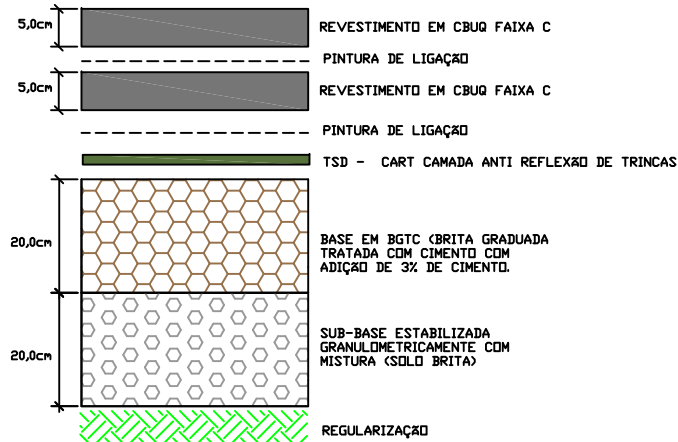 5,0cm
REVESTIMENTO EM CBUQ FAIXA C
PINTURA DE LIGAÇÃO
5,0cm
REVESTIMENTO EM CBUQ FAIXA C
PINTURA DE LIGAÇÃO
TSD - CART CAMADA ANTI REFLEXÃO DE TRINCAS
20,0cm
BASE EM BGTC (BRITA GRADUADA
TRATADA COM CIMENTO COM
ADIÇÃO DE 3% DE CIMENTO.
20,0cm
SUB-BASE ESTABILIZADA
GRANULOMETRICAMENTE COM
MISTURA (SOLO BRITA)
REGULARIZAÇÃO